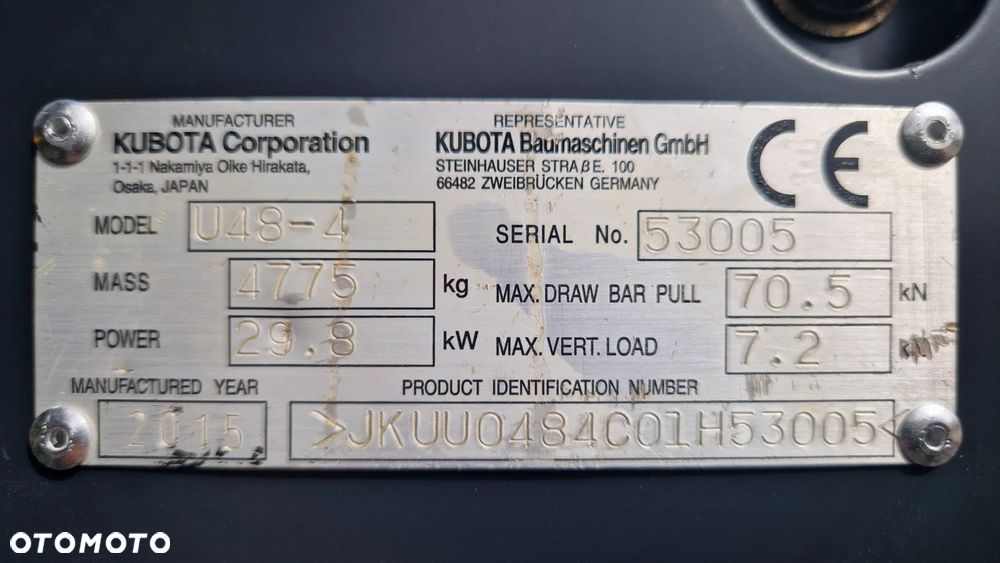 MANUFACTURER
KUBOTA Corporation
1-1-1 Nakamiya Oike Hirakata,
Osaka, JAPAN
REPRESENTATIVE
KUBOTA Baumaschinen GmbH
STEINHAUSER STRAßE. 100
66482 ZWEIBRÜCKEN GERMANY
CE
MODEL U48-4
SERIAL No. 53005
MASS 4775 kg
MAX. DRAW BAR PULL 70.5 kN
POWER 29.8 kW
MAX. VERT. LOAD 7.2
MANUFACTURED YEAR
2015
PRODUCT IDENTIFICATION NUMBER
>JKUU0484C01H53005<
OTOMOTO